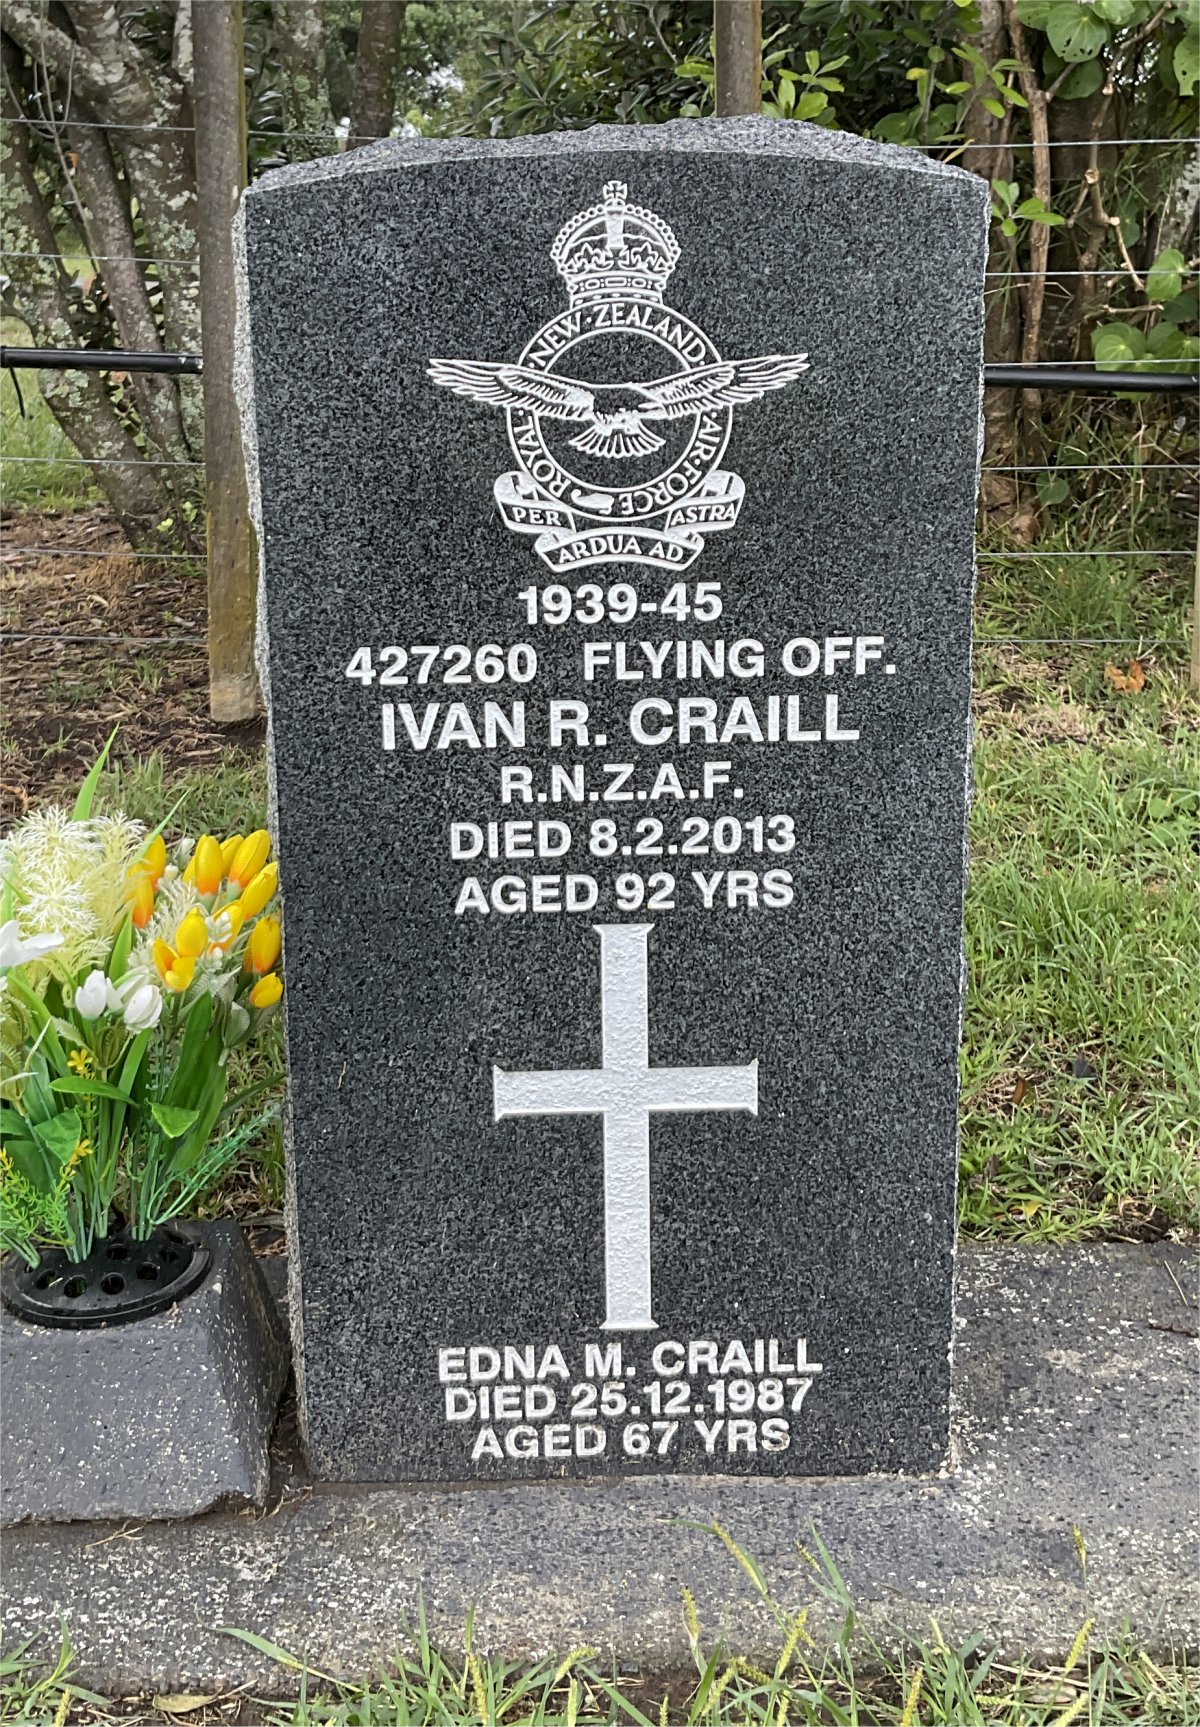 ROYAL · NEW · ZEALAND · AIR · FORCE
PER ARDUA AD ASTRA
1939-45
427260 FLYING OFF.
IVAN R. CRAILL
R.N.Z.A.F.
DIED 8.2.2013
AGED 92 YRS
EDNA M. CRAILL
DIED 25.12.1987
AGED 67 YRS